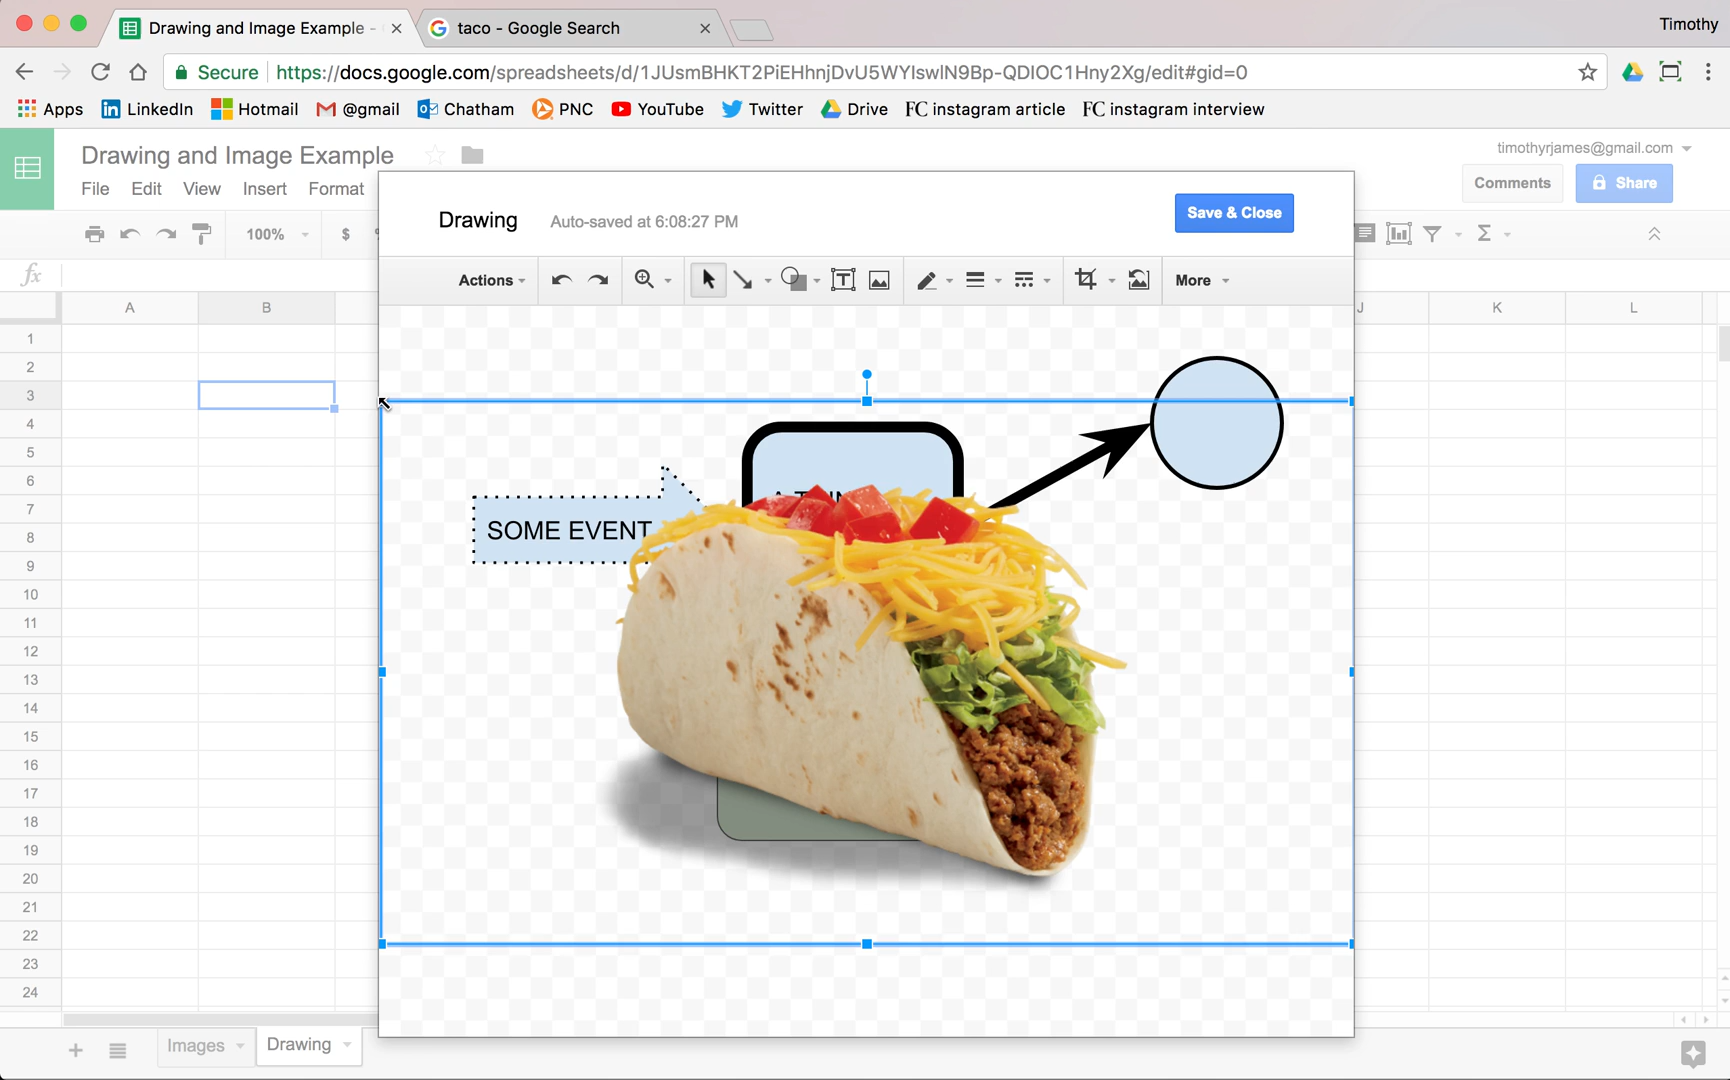 Drawing and Image Example -
taco - Google Search
Timothy
Secure https://docs.google.com/spreadsheets/d/1JUsmBHKT2PiEHhnjDvU5WYIswlN9Bp-QDIOC1Hny2Xg/edit#gid=0
Apps LinkedIn Hotmail @gmail Chatham PNC YouTube Twitter Drive FC instagram article FC instagram interview
Drawing and Image Example
timothyrjames@gmail.com
File Edit View Insert Format
Comments Share
Drawing Auto-saved at 6:08:27 PM Save & Close
100% $
Actions More
fx
A B J K L
1
2
3
4
5
6
7
8
9
10
11
12
13
14
15
16
17
18
19
20
21
22
23
24
SOME EVENT
Images Drawing